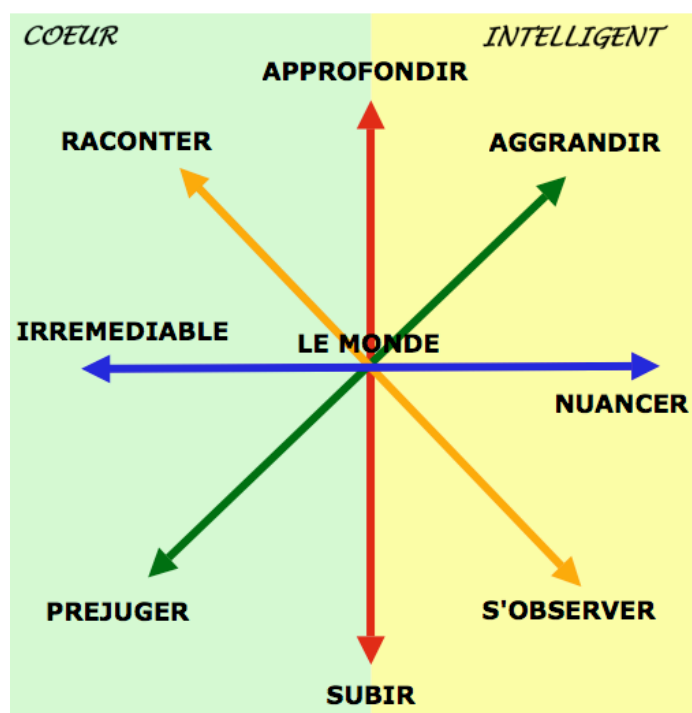 COEUR
INTELLIGENT
APPROFONDIR
RACONTER
AGGRANDIR
IRREMEDIABLE
LE MONDE
NUANCER
PREJUGER
S'OBSERVER
SUBIR